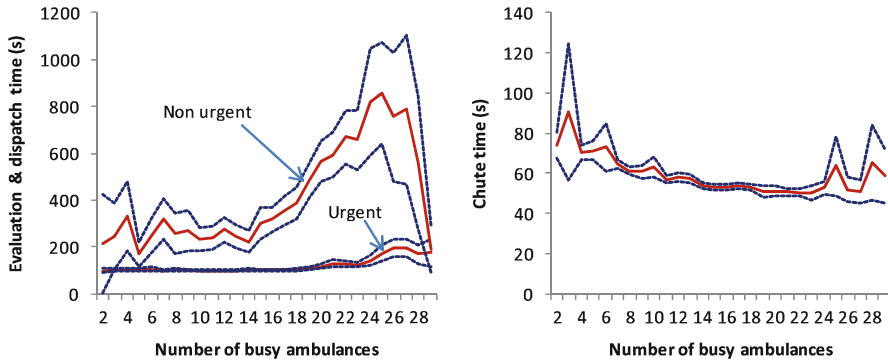 1200
1000
800
600
400
200
0
Evaluation & dispatch time (s)
Non urgent
Urgent
2 4 6 8 10 12 14 16 18 20 22 24 26 28
Number of busy ambulances
140
120
100
80
60
40
20
0
Chute time (s)
2 4 6 8 10 12 14 16 18 20 22 24 26 28
Number of busy ambulances